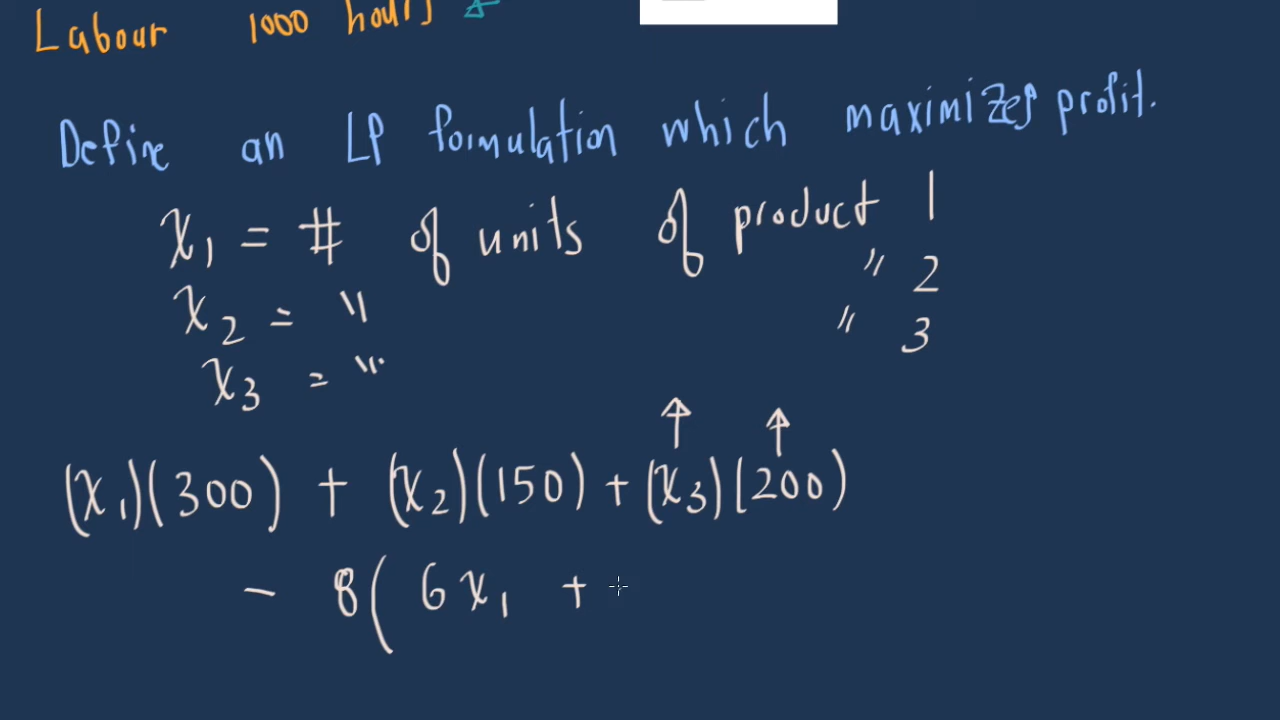 Labour 1000 hours
Define an LP formulation which maximizes profit.
x₁ = # of units of product 1
x₂ = " " 2
x₃ = " " 3
(x₁)(300) + (x₂)(150) + (x₃)(200)
- 8( 6x₁ +